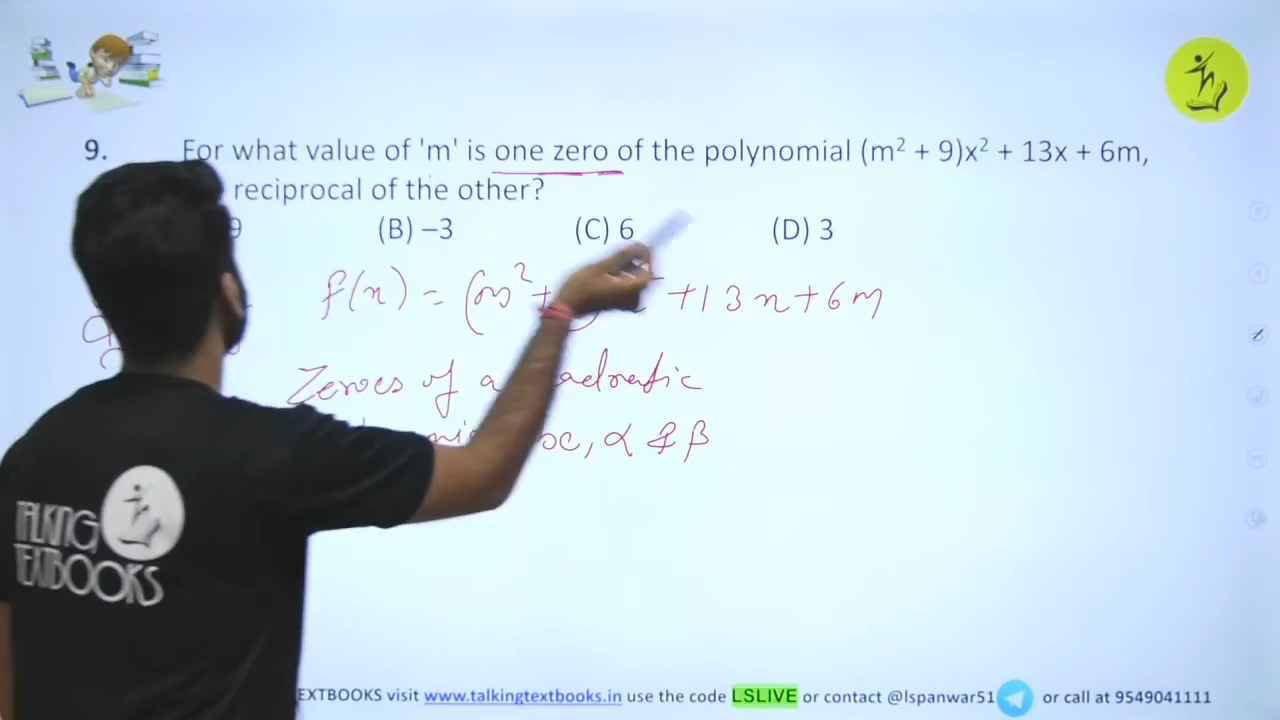 9. For what value of 'm' is one zero of the polynomial (m² + 9)x² + 13x + 6m,
reciprocal of the other?
(B) –3 (C) 6 (D) 3
f(x) = (m² + +13x+6m
Zeroes of a
, α & β
TALKING
TEXTBOOKS
EXTBOOKS visit www.talkingtextbooks.in use the code LSLIVE or contact @lspanwar51 or call at 9549041111